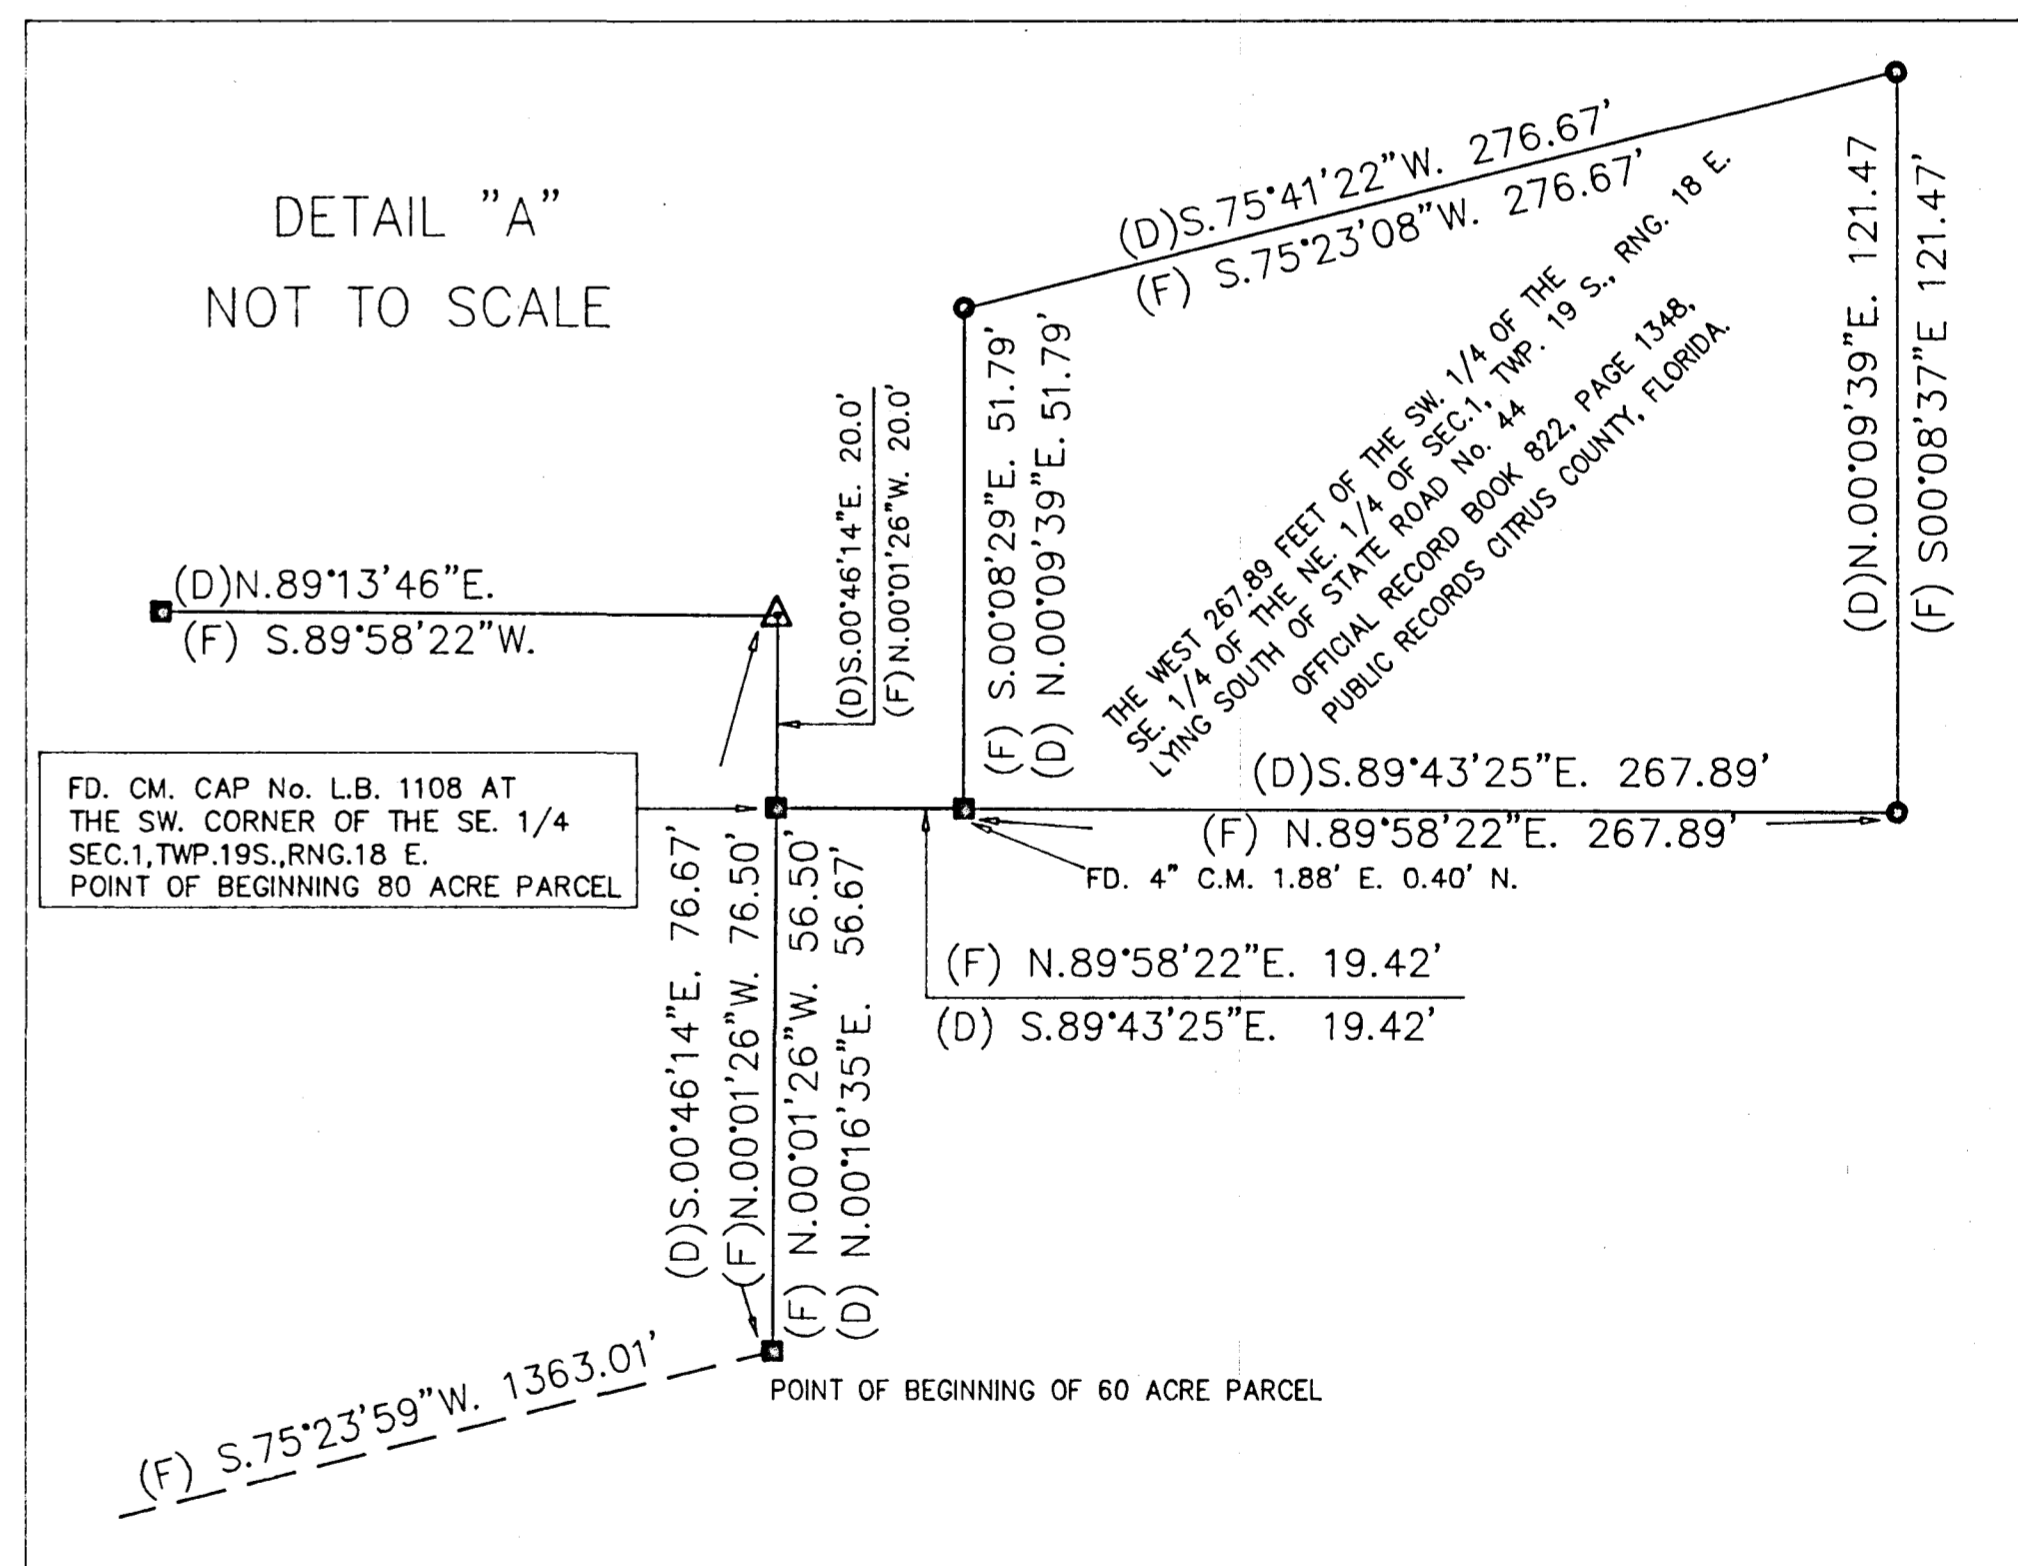 DETAIL "A"
NOT TO SCALE
(D)S.75°41'22"W. 276.67'
(F) S.75°23'08"W. 276.67'
(D)N.00°09'39"E. 121.47
(F) S00°08'37"E 121.47'
(F) S.00°08'29"E. 51.79'
(D) N.00°09'39"E. 51.79'
THE WEST 267.89 FEET OF THE SW. 1/4 OF THE
SE. 1/4 OF THE NE. 1/4 OF SEC.1, TWP. 19 S., RNG. 18 E.
LYING SOUTH OF STATE ROAD No. 44
OFFICIAL RECORD BOOK 822, PAGE 1348,
PUBLIC RECORDS CITRUS COUNTY, FLORIDA.
(D)S.00°46'14"E. 20.0'
(F)N.00°01'26"W. 20.0'
(D)N.89°13'46"E.
(F) S.89°58'22"W.
FD. CM. CAP No. L.B. 1108 AT
THE SW. CORNER OF THE SE. 1/4
SEC.1,TWP.19S.,RNG.18 E.
POINT OF BEGINNING 80 ACRE PARCEL
(D)S.89°43'25"E. 267.89'
(F) N.89°58'22"E. 267.89'
FD. 4" C.M. 1.88' E. 0.40' N.
(F) N.89°58'22"E. 19.42'
(D) S.89°43'25"E. 19.42'
(D)S.00°46'14"E. 76.67'
(F)N.00°01'26"W. 76.50'
(F) N.00°01'26"W. 56.50'
(D) N.00°16'35"E. 56.67'
POINT OF BEGINNING OF 60 ACRE PARCEL
(F) S.75°23'59"W. 1363.01'